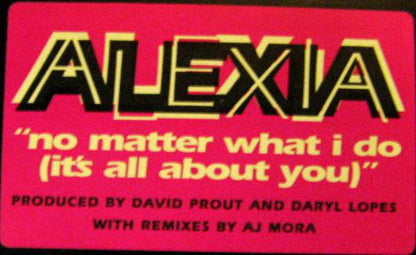 ALEXIA
"no matter what i do
(it's all about you)"
PRODUCED BY DAVID PROUT AND DARYL LOPES
WITH REMIXES BY AJ MORA